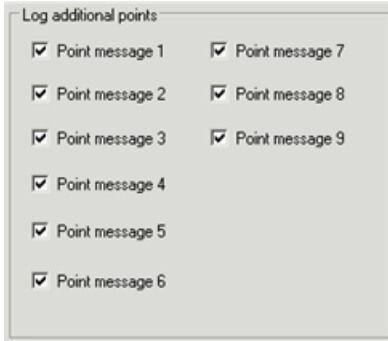 Log additional points
Point message 1
Point message 2
Point message 3
Point message 4
Point message 5
Point message 6
Point message 7
Point message 8
Point message 9